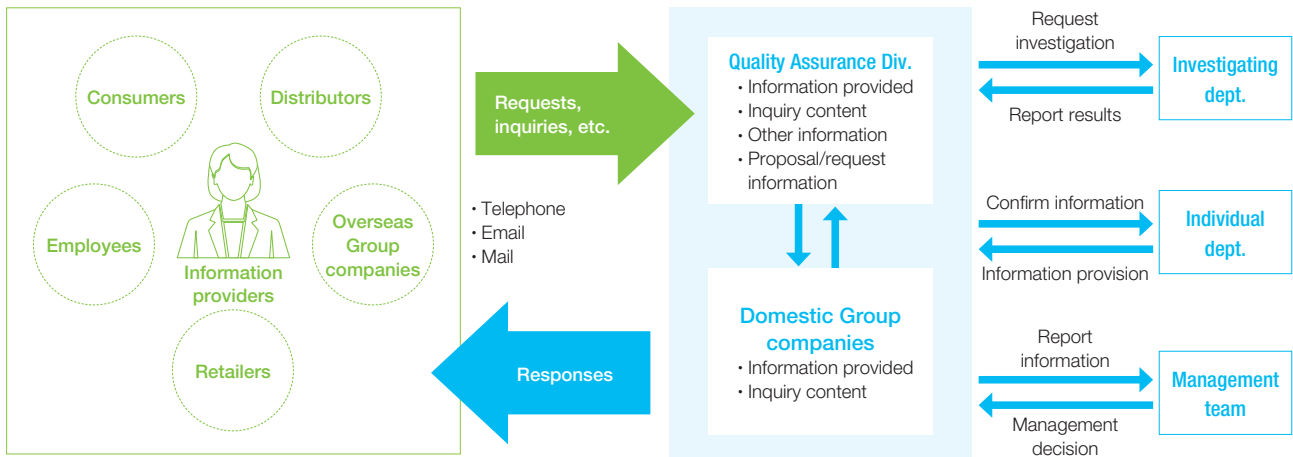 Consumers
Distributors
Employees
Information
providers
Overseas
Group
companies
Retailers
Requests,
inquiries, etc.
• Telephone
• Email
• Mail
Responses
Quality Assurance Div.
• Information provided
• Inquiry content
• Other information
• Proposal/request
information
Domestic Group
companies
• Information provided
• Inquiry content
Request
investigation
Report results
Investigating
dept.
Confirm information
Information provision
Individual
dept.
Report
information
Management
decision
Management
team